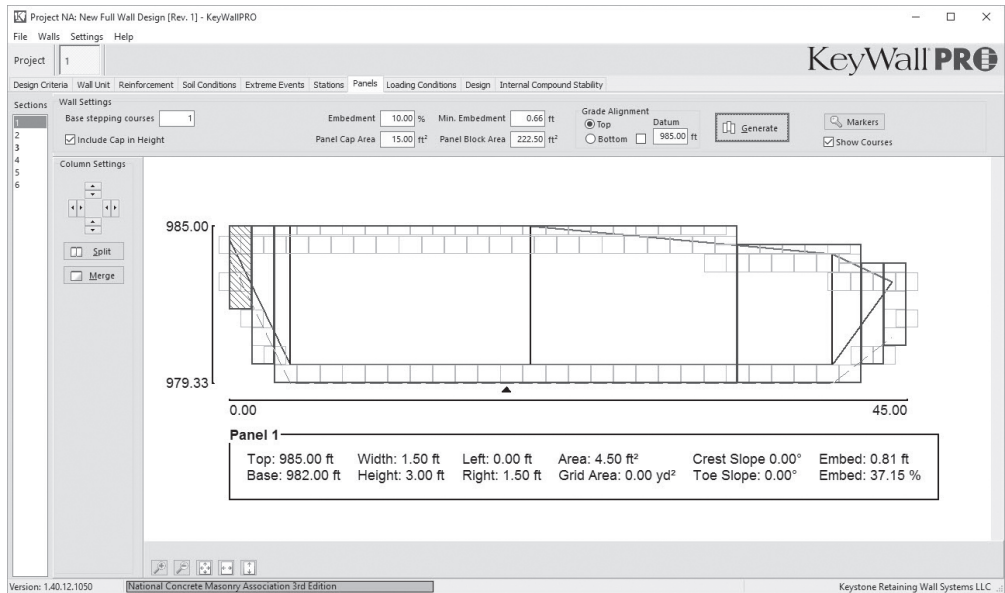 Project NA: New Full Wall Design [Rev. 1] - KeyWallPRO
File Walls Settings Help
Project 1
KeyWall PRO
Design Criteria Wall Unit Reinforcement Soil Conditions Extreme Events Stations Panels Loading Conditions Design Internal Compound Stability
Sections
1
2
3
4
5
6
Wall Settings
Base stepping courses 1
Include Cap in Height
Embedment 10.00 % Min. Embedment 0.66 ft
Panel Cap Area 15.00 ft² Panel Block Area 222.50 ft²
Grade Alignment
Top
Bottom
Datum
985.00 ft
Generate
Markers
Show Courses
Column Settings
Split
Merge
985.00
979.33
0.00 45.00
Panel 1
Top: 985.00 ft Width: 1.50 ft Left: 0.00 ft Area: 4.50 ft² Crest Slope 0.00° Embed: 0.81 ft
Base: 982.00 ft Height: 3.00 ft Right: 1.50 ft Grid Area: 0.00 yd² Toe Slope: 0.00° Embed: 37.15 %
Version: 1.40.12.1050 National Concrete Masonry Association 3rd Edition Keystone Retaining Wall Systems LLC